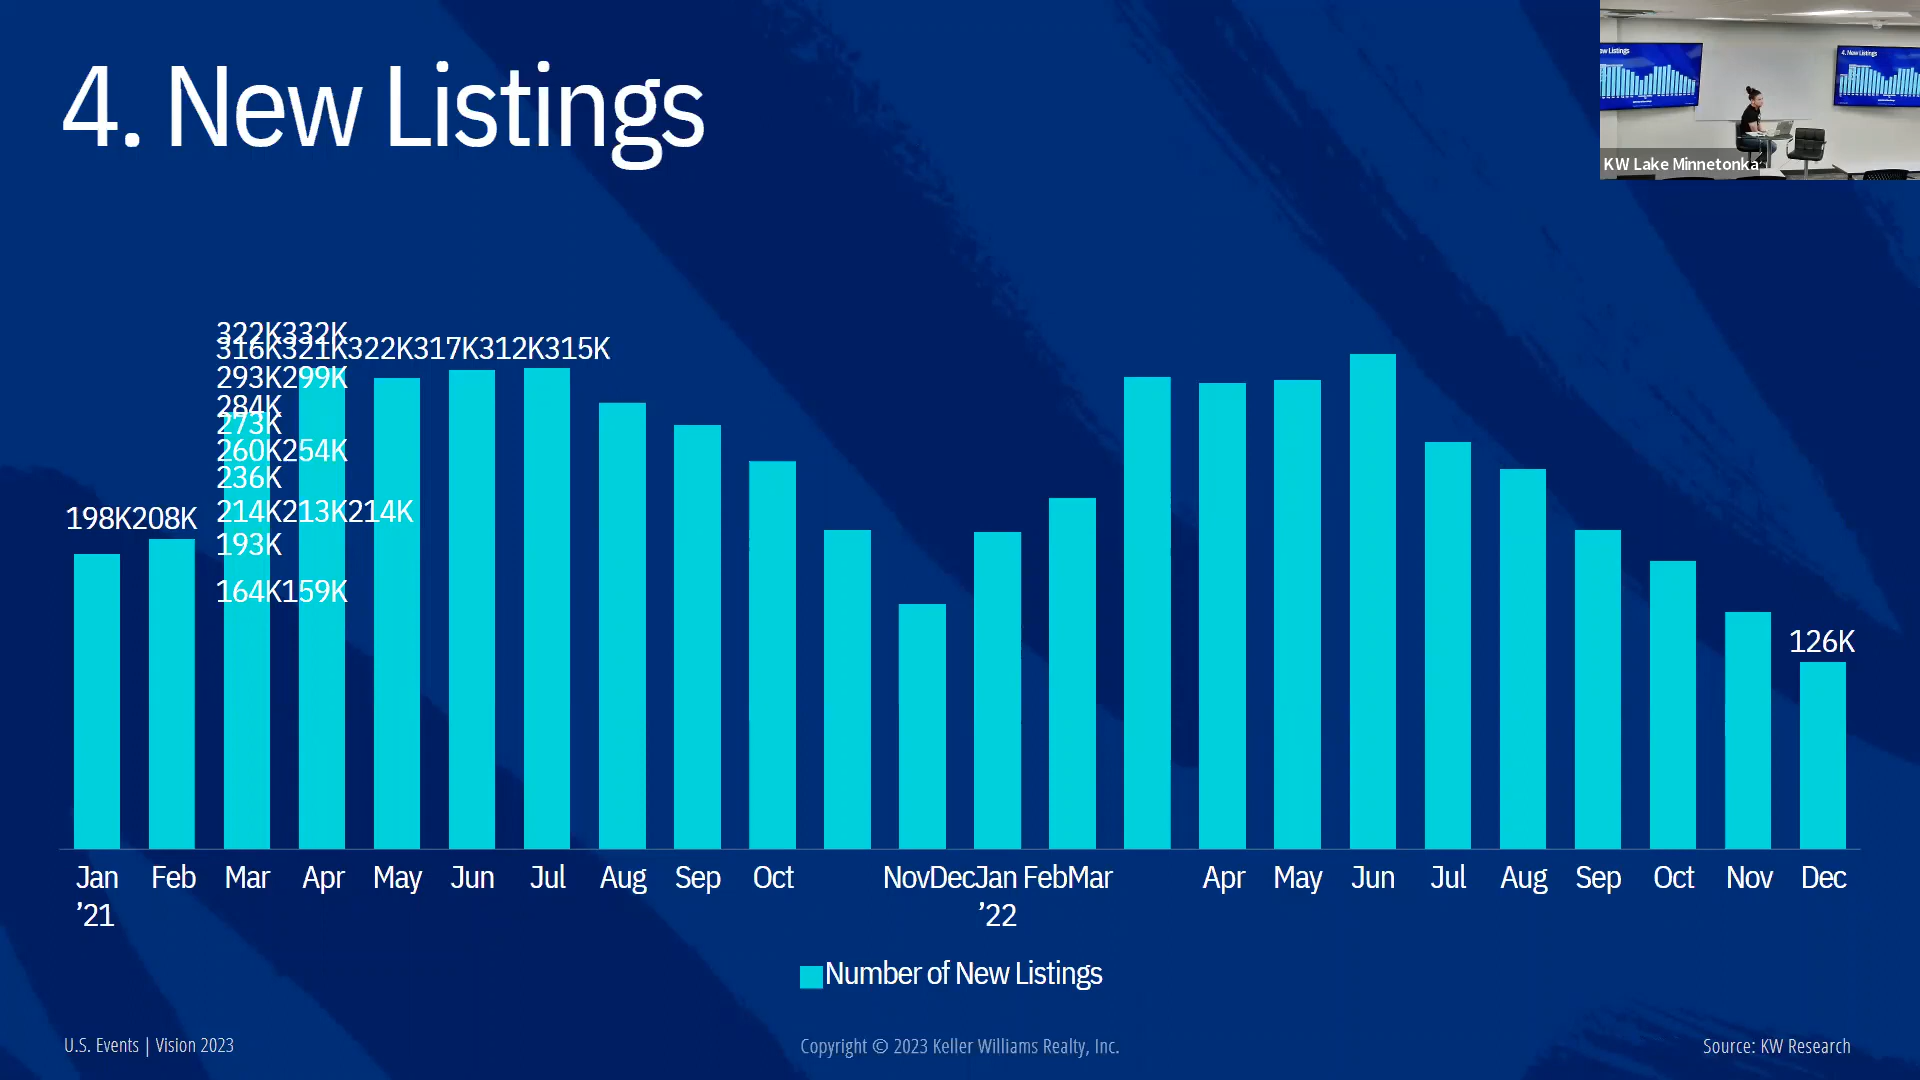 4. New Listings
KW Lake Minnetonka
322K332K
316K321K322K317K312K315K
293K299K
284K
273K
260K254K
236K
198K208K
214K213K214K
193K
164K159K
126K
Jan Feb Mar Apr May Jun Jul Aug Sep Oct NovDecJan FebMar Apr May Jun Jul Aug Sep Oct Nov Dec
’21 ’22
Number of New Listings
U.S. Events | Vision 2023
Copyright © 2023 Keller Williams Realty, Inc.
Source: KW Research